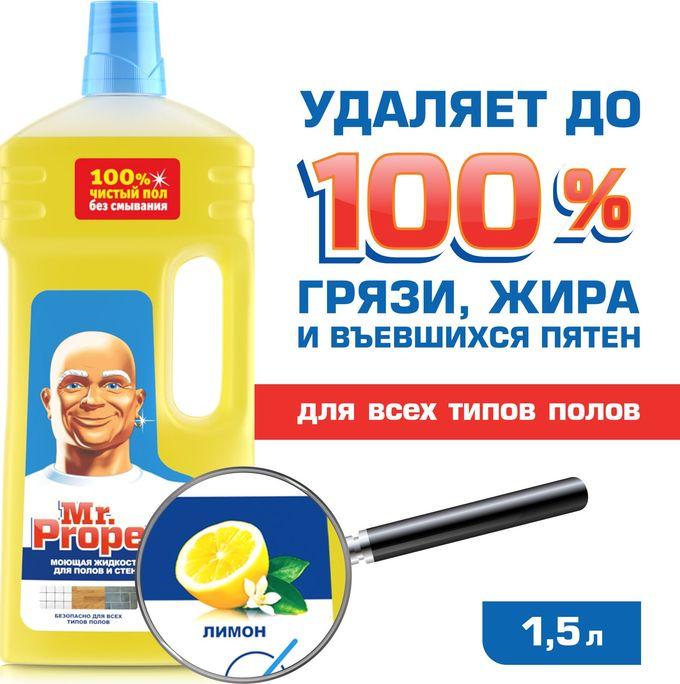 100%
чистый пол
без смывания
Mr.
Prope
МОЮЩАЯ ЖИДКОСТ
ДЛЯ ПОЛОВ И СТЕН
БЕЗОПАСНО ДЛЯ ВСЕХ
ТИПОВ ПОЛОВ
ЛИМОН
УДАЛЯЕТ ДО
100%
ГРЯЗИ, ЖИРА
И ВЪЕВШИХСЯ ПЯТЕН
для всех типов полов
1,5 л